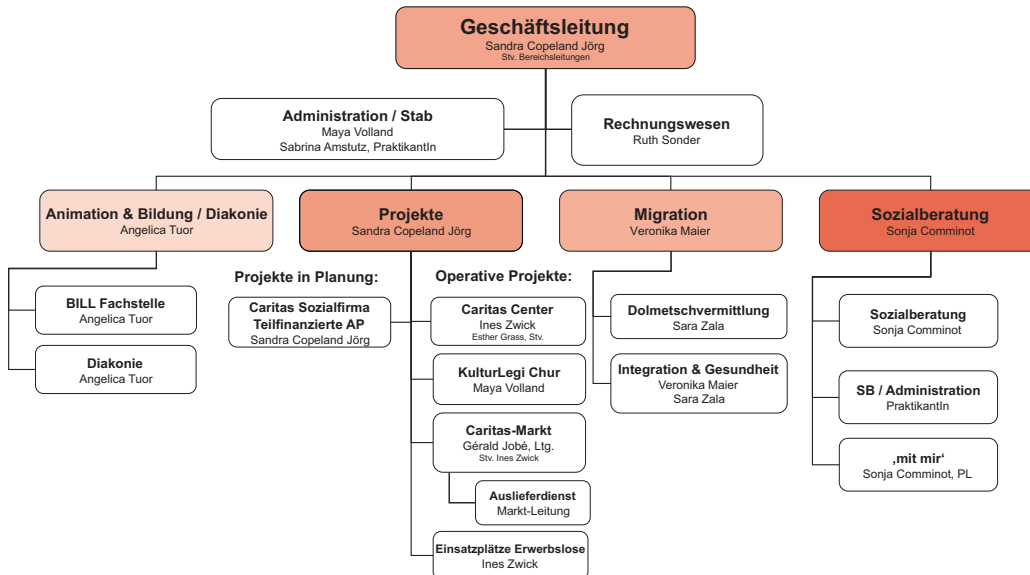 Geschäftsleitung
Sandra Copeland Jörg
Stv. Bereichsleitungen
Administration / Stab
Maya Volland
Sabrina Amstutz, PraktikantIn
Rechnungswesen
Ruth Sonder
Animation & Bildung / Diakonie
Angelica Tuor
Projekte
Sandra Copeland Jörg
Migration
Veronika Maier
Sozialberatung
Sonja Comminot
BILL Fachstelle
Angelica Tuor
Diakonie
Angelica Tuor
Projekte in Planung:
Caritas Sozialfirma
Teilfinanzierte AP
Sandra Copeland Jörg
Operative Projekte:
Caritas Center
Ines Zwick
Esther Grass, Stv.
KulturLegi Chur
Maya Volland
Caritas-Markt
Gérald Jobé, Ltg.
Stv. Ines Zwick
Auslieferdienst
Markt-Leitung
Einsatzplätze Erwerbslose
Ines Zwick
Dolmetschvermittlung
Sara Zala
Integration & Gesundheit
Veronika Maier
Sara Zala
Sozialberatung
Sonja Comminot
SB / Administration
PraktikantIn
‚mit mir‘
Sonja Comminot, PL